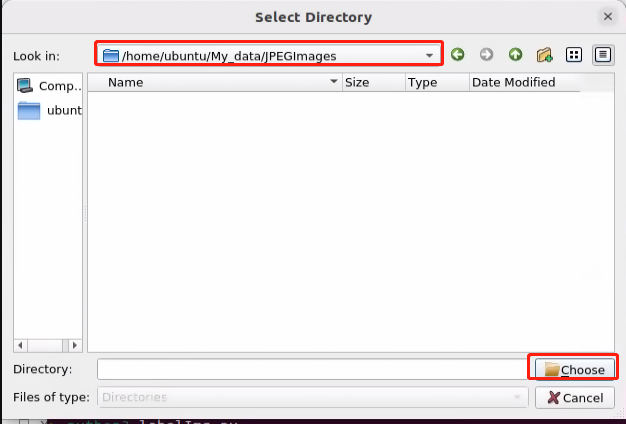 Select Directory
Look in: /home/ubuntu/My_data/JPEGImages
Comp.. Name Size Type Date Modified
ubunt
Directory: Choose
Files of type: Directories Cancel